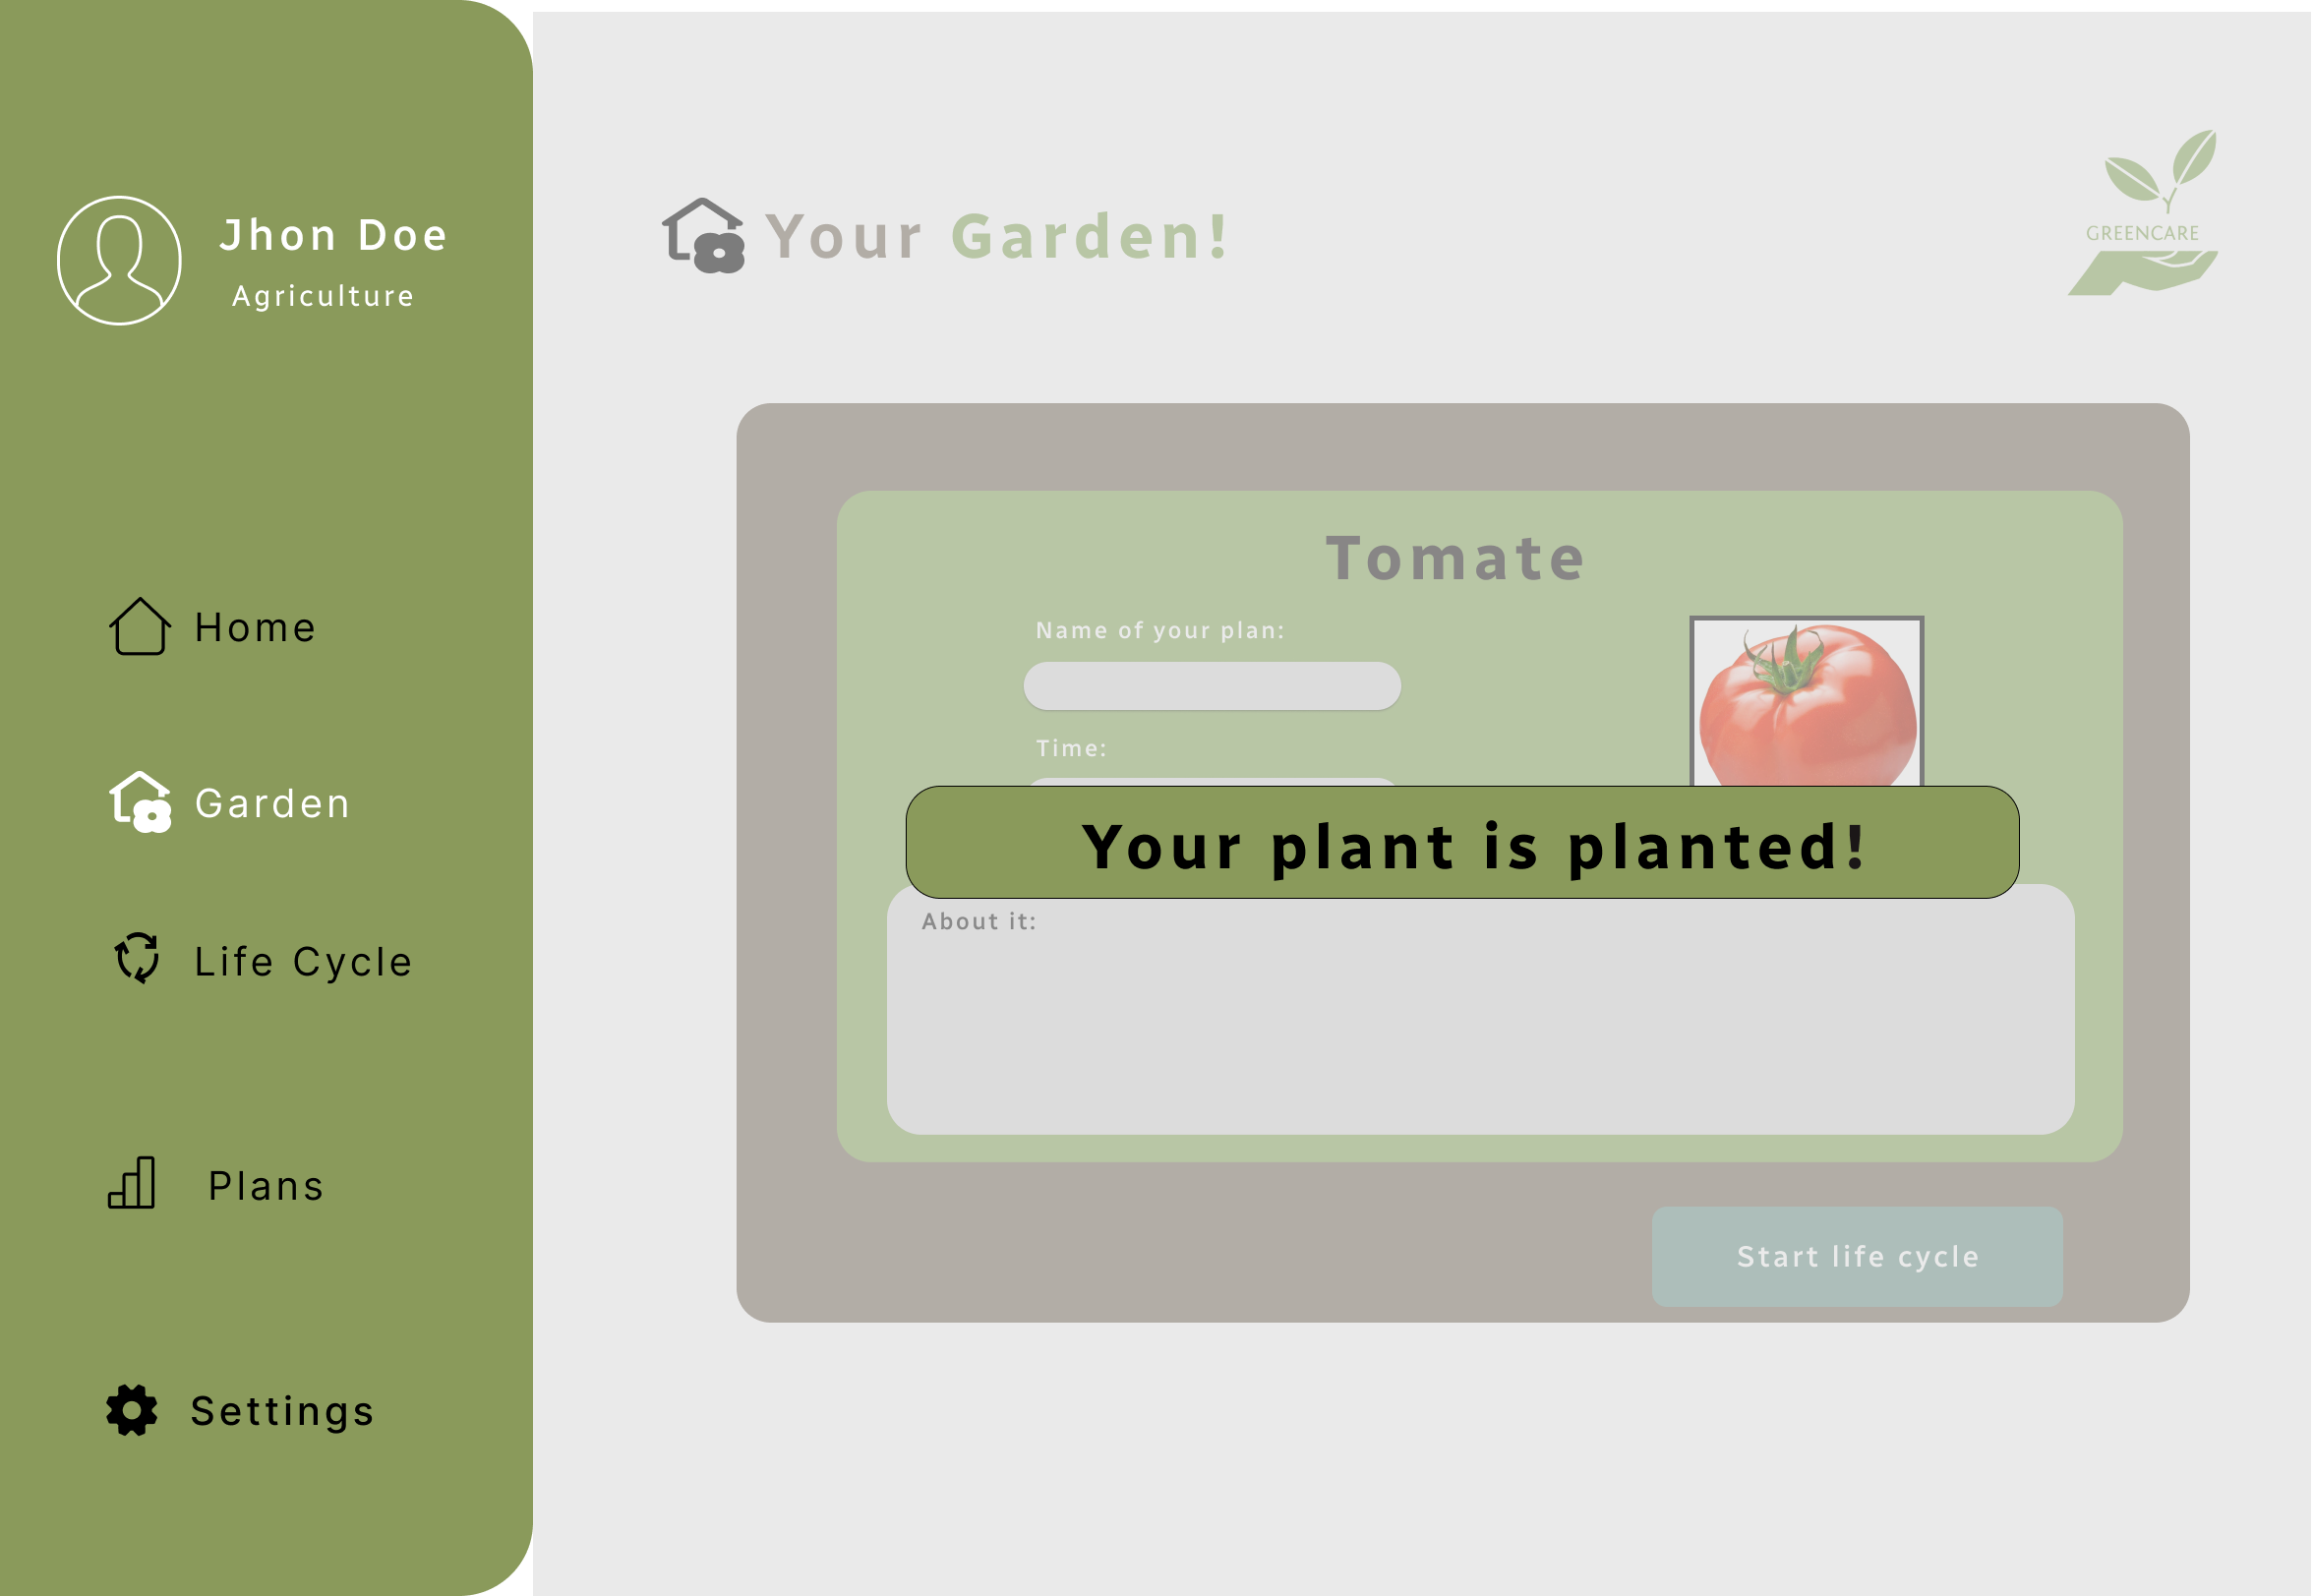 Jhon Doe
Agriculture
Home
Garden
Life Cycle
Plans
Settings
Your Garden!
GREENCARE
Tomate
Name of your plan:
Time:
Your plant is planted!
About it:
Start life cycle